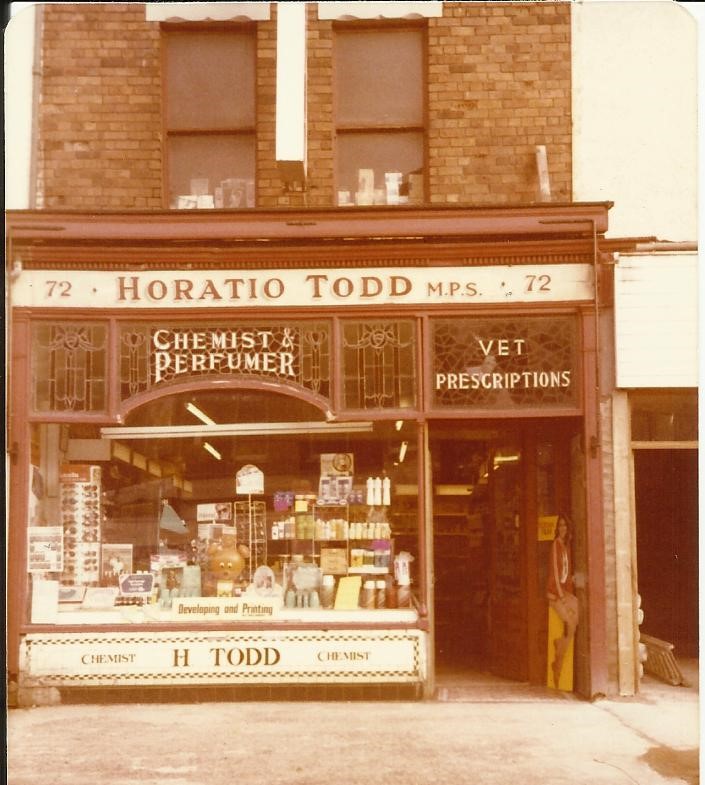 72 · HORATIO TODD M.P.S. · 72
CHEMIST &
PERFUMER
VET
PRESCRIPTIONS
Developing and Printing
CHEMIST H TODD CHEMIST